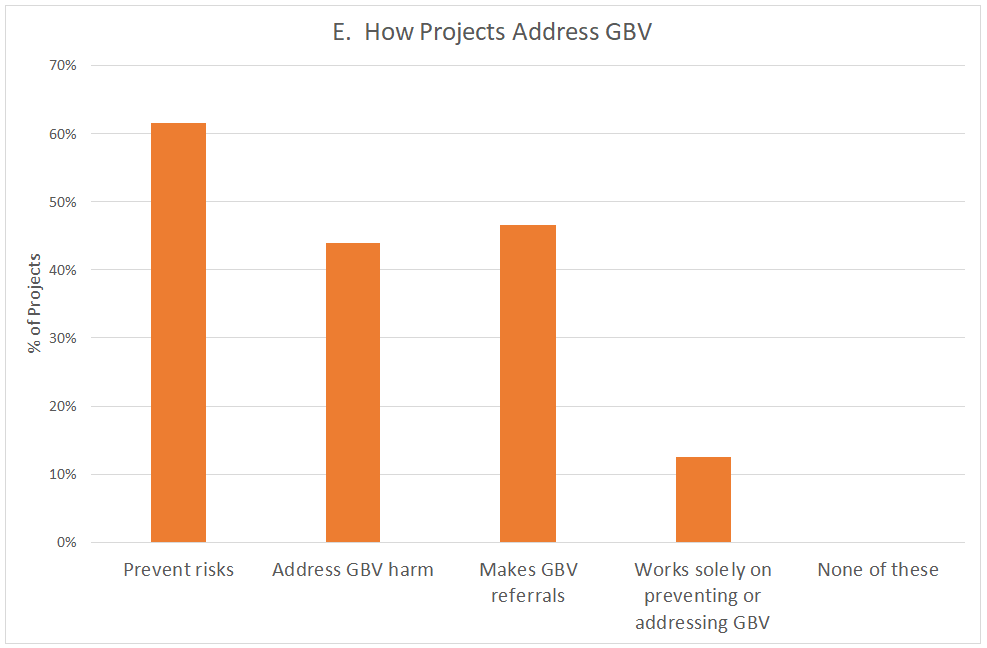 E.  How Projects Address GBV
70%
60%
50%
40%
30%
20%
10%
0%
% of Projects
Prevent risks
Address GBV harm
Makes GBV
referrals
Works solely on
preventing or
addressing GBV
None of these